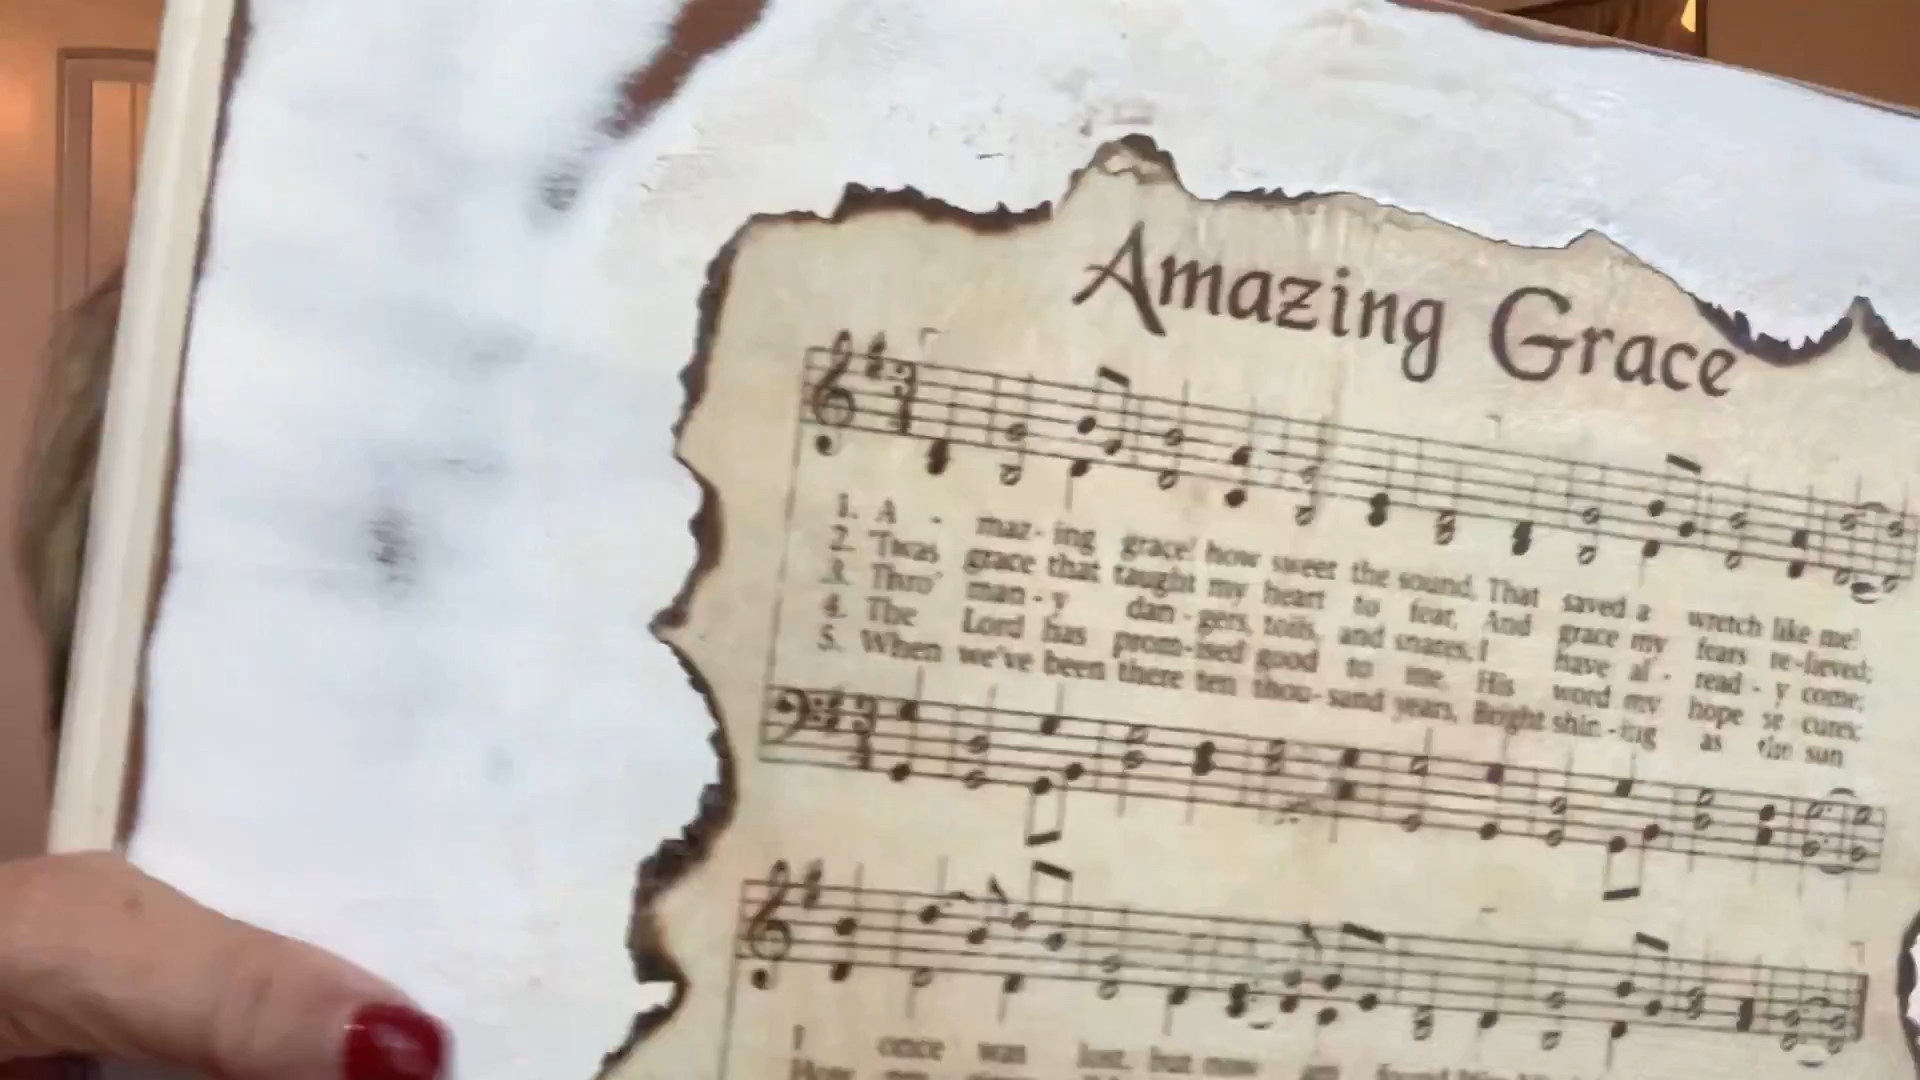 Amazing Grace
1. A - maz - ing grace! how sweet the sound, That saved a wretch like me!
2. 'Twas grace that taught my heart to fear, And grace my fears re - lieved;
3. Thro' man - y dan - gers, toils, and snares, I have al - read - y come;
4. The Lord has prom - ised good to me, His word my hope se cures;
5. When we've been there ten thou - sand years, Bright shin - ing as the sun
I once was lost, but now am found